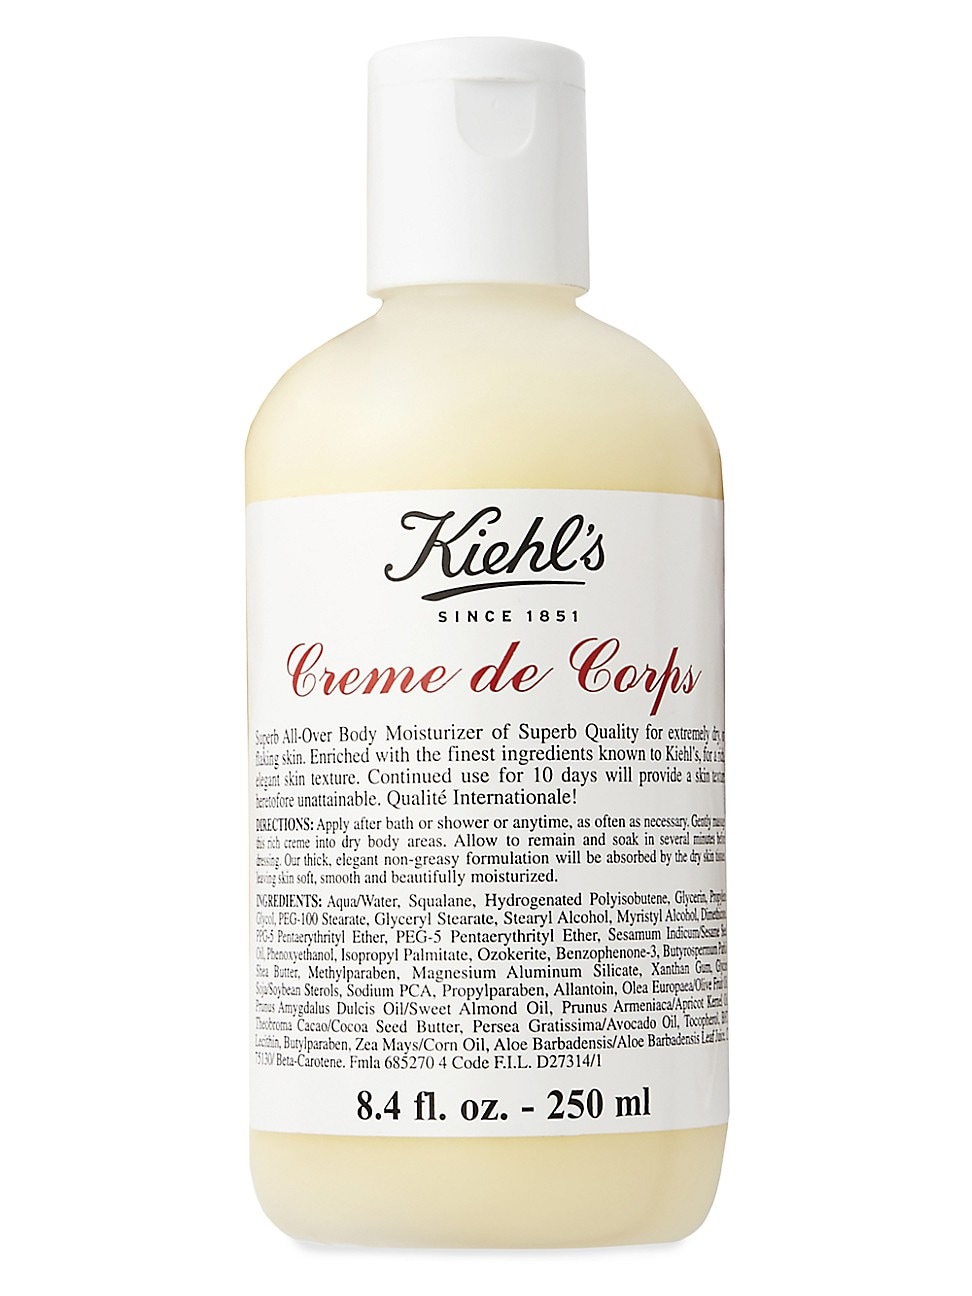 Kiehl's
SINCE 1851
Creme de Corps
Superb All-Over Body Moisturizer of Superb Quality for extremely dry,
flaking skin. Enriched with the finest ingredients known to Kiehl's, for a
elegant skin texture. Continued use for 10 days will provide a skin
heretofore unattainable. Qualité Internationale!
DIRECTIONS: Apply after bath or shower or anytime, as often as necessary. Gently
this rich creme into dry body areas. Allow to remain and soak in several minutes
dressing. Our thick, elegant non-greasy formulation will be absorbed by the dry skin
leaving skin soft, smooth and beautifully moisturized.
INGREDIENTS: Aqua/Water, Squalane, Hydrogenated Polyisobutene, Glycerin,
Glycol, PEG-100 Stearate, Glyceryl Stearate, Stearyl Alcohol, Myristyl Alcohol,
PPG-5 Pentaerythrityl Ether, PEG-5 Pentaerythrityl Ether, Sesamum Indicum/Sesame
Oil, Phenoxyethanol, Isopropyl Palmitate, Ozokerite, Benzophenone-3, Butyrospermum
Shea Butter, Methylparaben, Magnesium Aluminum Silicate, Xanthan Gum,
Soja/Soybean Sterols, Sodium PCA, Propylparaben, Allantoin, Olea Europaea/Olive Fruit
Prunus Amygdalus Dulcis Oil/Sweet Almond Oil, Prunus Armeniaca/Apricot Kernel
Theobroma Cacao/Cocoa Seed Butter, Persea Gratissima/Avocado Oil, Tocopherol,
Lecithin, Butylparaben, Zea Mays/Corn Oil, Aloe Barbadensis/Aloe Barbadensis Leaf Juice,
75130/ Beta-Carotene. Fmla 685270 4 Code F.I.L. D27314/1
8.4 fl. oz. - 250 ml